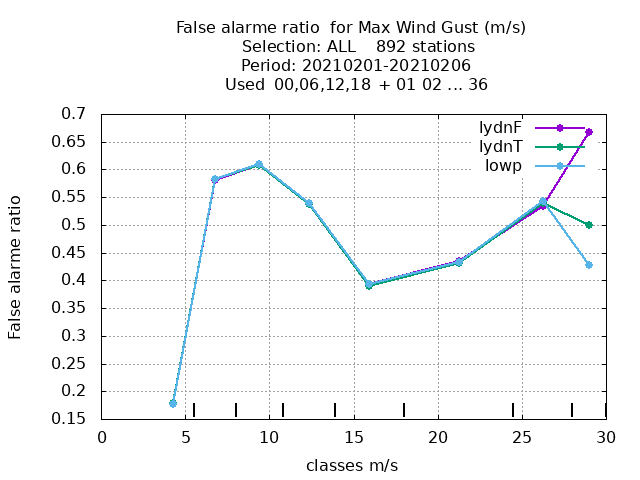 False alarme ratio  for Max Wind Gust (m/s)
Selection: ALL    892 stations
Period: 20210201-20210206
Used  00,06,12,18 + 01 02 ... 36
lydnF
lydnT
lowp
0.7
0.65
0.6
0.55
0.5
0.45
0.4
0.35
0.3
0.25
0.2
0.15
0 5 10 15 20 25 30
False alarme ratio
classes m/s